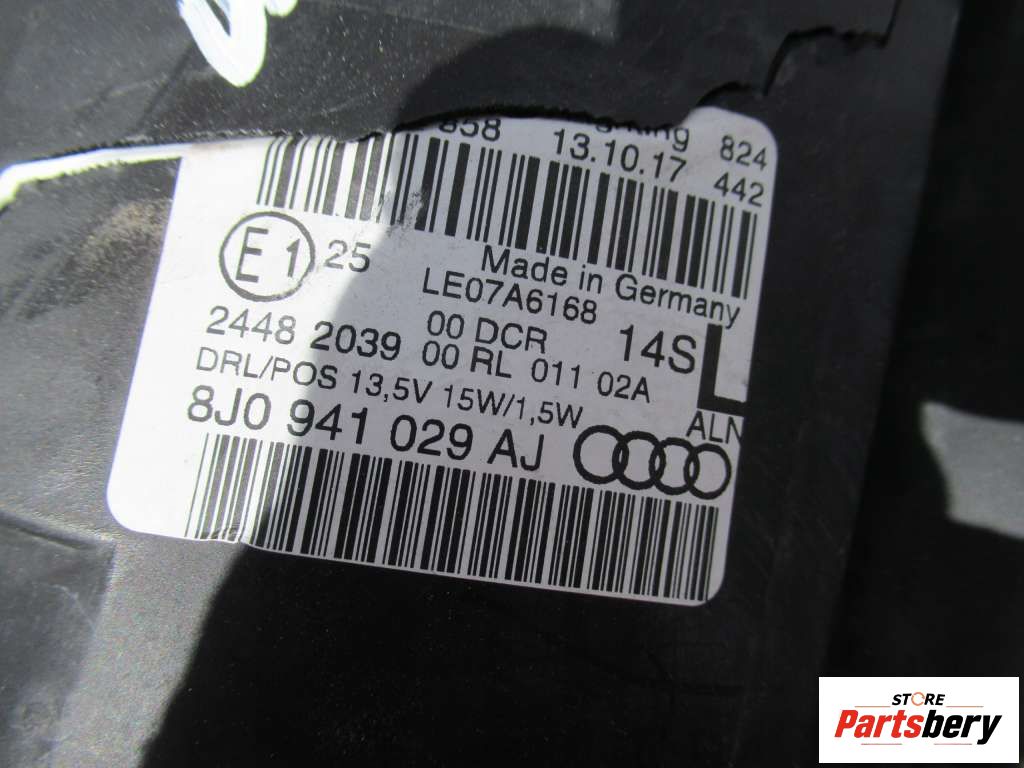 858 13.10.17 824
442
E1 25 Made in Germany
LE07A6168
2448 2039 00 DCR 14S L
00 RL 011 02A
DRL/POS 13,5V 15W/1,5W ALN
8J0 941 029 AJ
STORE
Partsbery